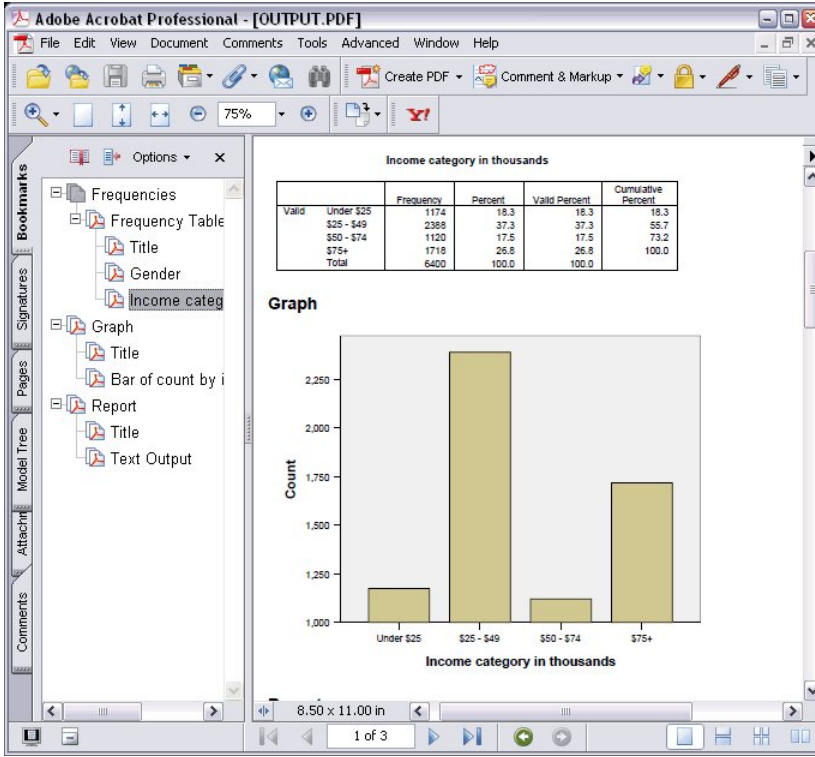 Adobe Acrobat Professional - [OUTPUT.PDF]
File Edit View Document Comments Tools Advanced Window Help
Create PDF Comment & Markup
75% Y!
Options x
Bookmarks
Signatures
Pages
Model Tree
Attachn
Comments
Frequencies
Frequency Table
Title
Gender
Income categ
Graph
Title
Bar of count by i
Report
Title
Text Output
Income category in thousands
Frequency Percent Valid Percent Cumulative Percent
Valid Under $25 1174 18.3 18.3 18.3
$25 - $49 2388 37.3 37.3 55.7
$50 - $74 1120 17.5 17.5 73.2
$75+ 1718 26.8 26.8 100.0
Total 6400 100.0 100.0
Graph
2,250
2,000
1,750
1,500
1,250
1,000
Count
Under $25 $25 - $49 $50 - $74 $75+
Income category in thousands
8.50 x 11.00 in
1 of 3